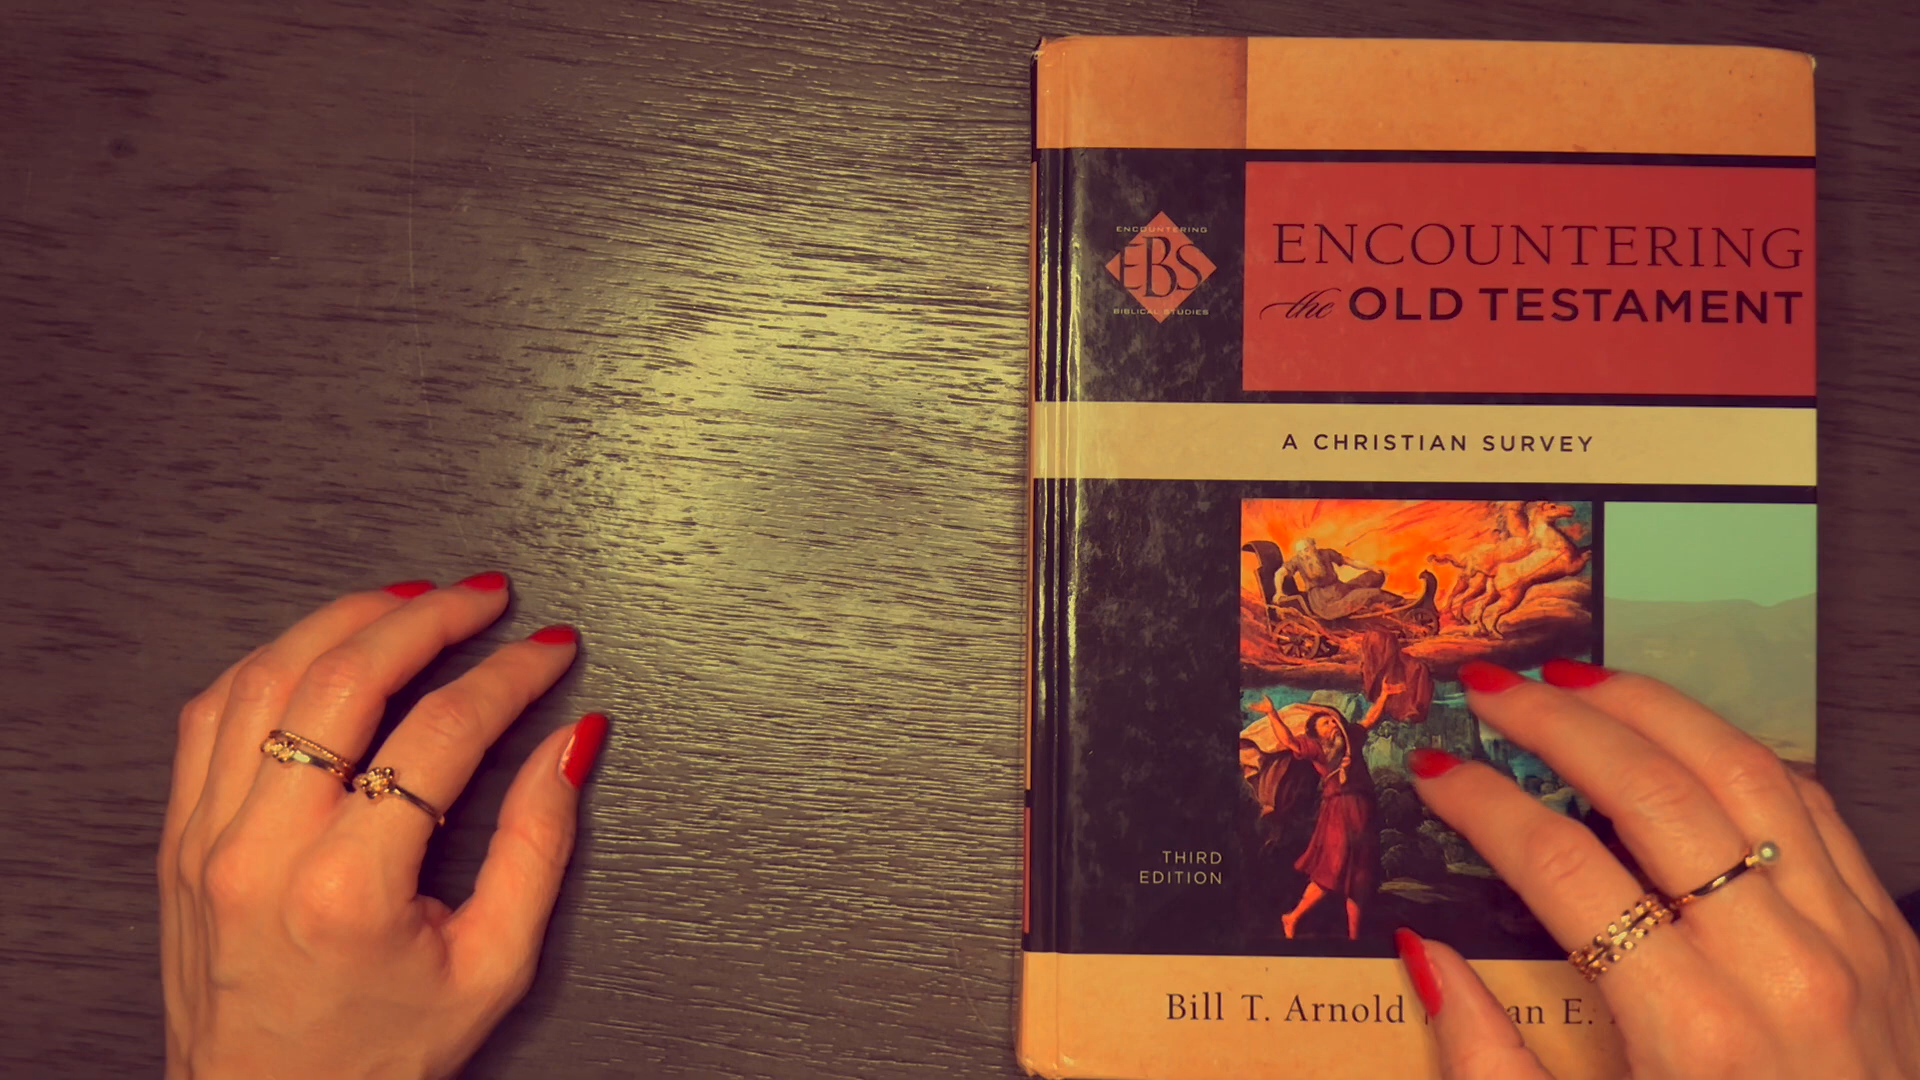 ENCOUNTERING
EBS
BIBLICAL STUDIES
ENCOUNTERING
the OLD TESTAMENT
A CHRISTIAN SURVEY
THIRD
EDITION
Bill T. Arnold
E.